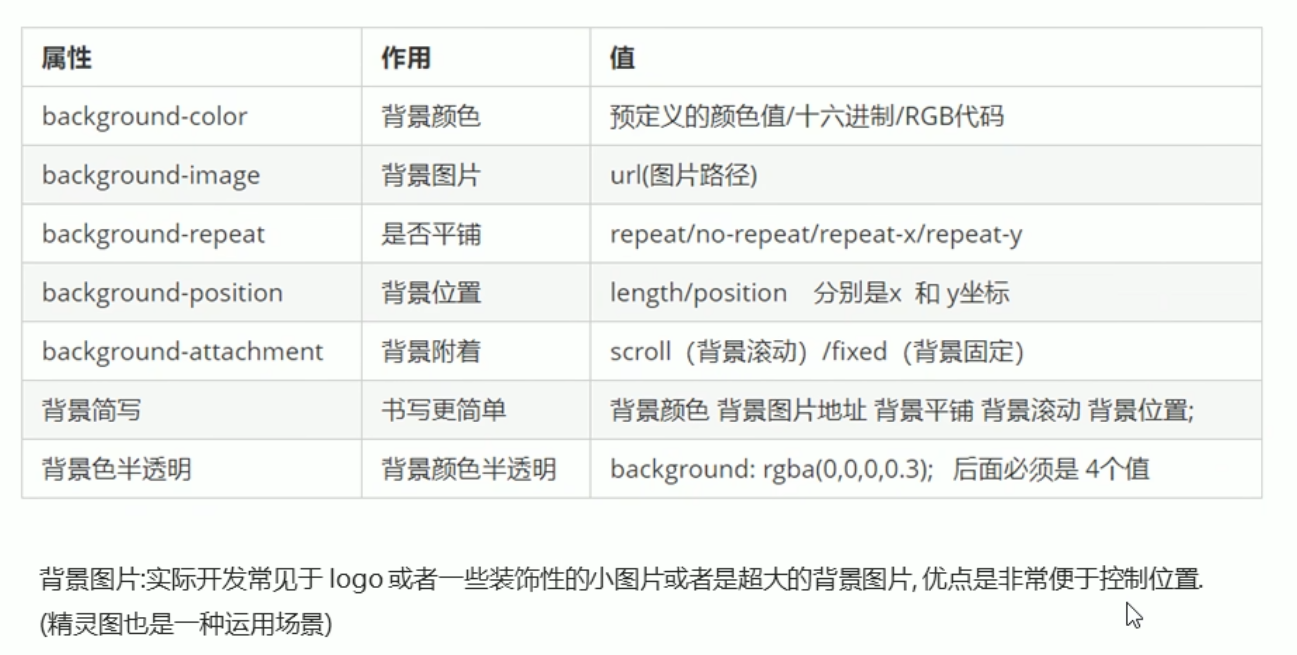 属性 作用 值
background-color 背景颜色 预定义的颜色值/十六进制/RGB代码
background-image 背景图片 url(图片路径)
background-repeat 是否平铺 repeat/no-repeat/repeat-x/repeat-y
background-position 背景位置 length/position 分别是x 和 y坐标
background-attachment 背景附着 scroll（背景滚动）/fixed（背景固定）
背景简写 书写更简单 背景颜色 背景图片地址 背景平铺 背景滚动 背景位置;
背景色半透明 背景颜色半透明 background: rgba(0,0,0,0.3); 后面必须是 4个值
背景图片:实际开发常见于 logo 或者一些装饰性的小图片或者是超大的背景图片, 优点是非常便于控制位置.
(精灵图也是一种运用场景)